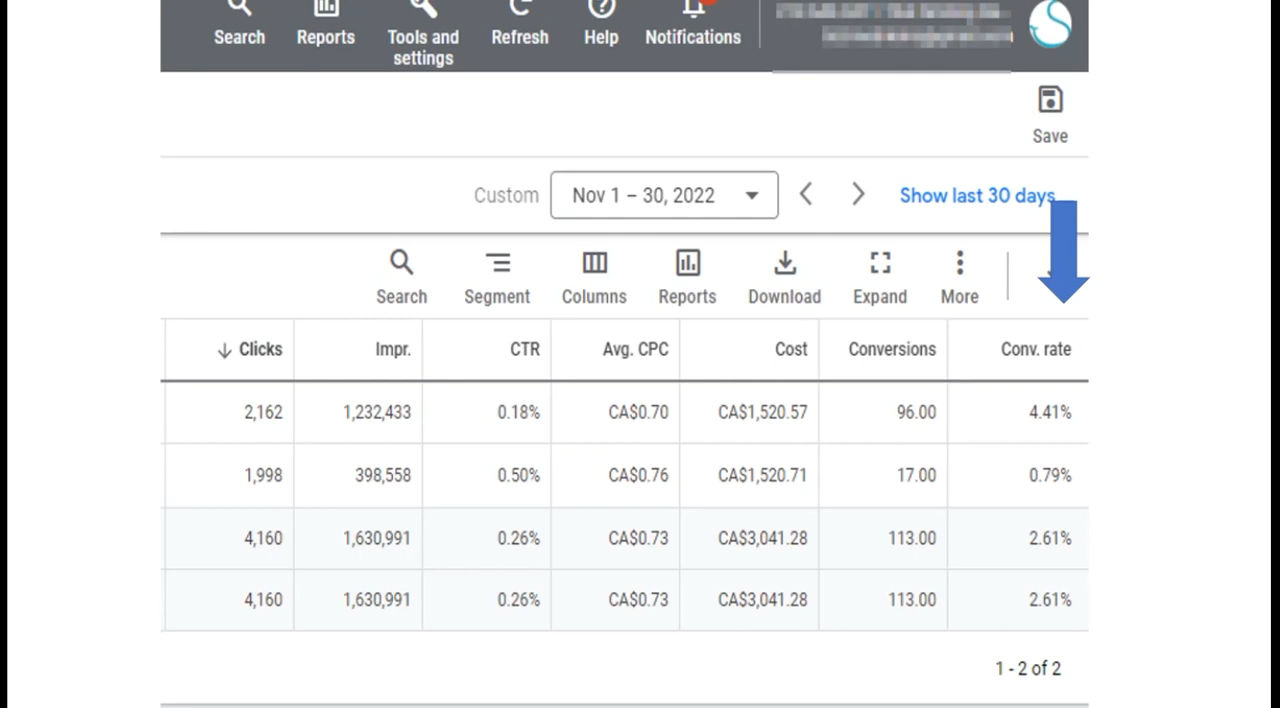 Search Reports Tools and settings Refresh Help Notifications
Save
Custom Nov 1 – 30, 2022 Show last 30 days
Search Segment Columns Reports Download Expand More
Clicks Impr. CTR Avg. CPC Cost Conversions Conv. rate
2,162 1,232,433 0.18% CA$0.70 CA$1,520.57 96.00 4.41%
1,998 398,558 0.50% CA$0.76 CA$1,520.71 17.00 0.79%
4,160 1,630,991 0.26% CA$0.73 CA$3,041.28 113.00 2.61%
4,160 1,630,991 0.26% CA$0.73 CA$3,041.28 113.00 2.61%
1 - 2 of 2